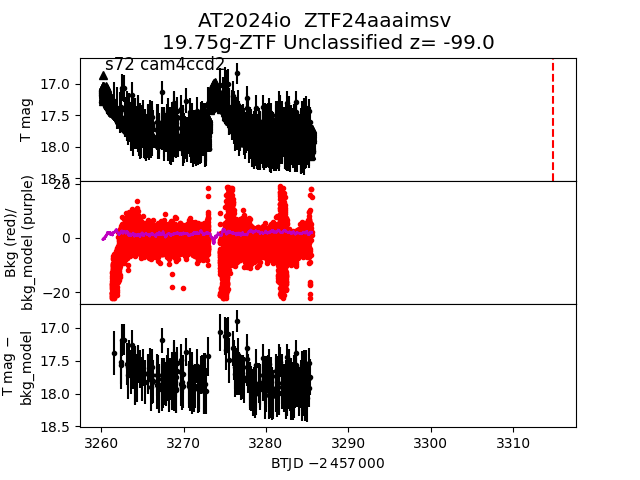 AT2024io ZTF24aaaimsv
19.75g-ZTF Unclassified z= -99.0
s72 cam4ccd2
17.0
17.5
18.0
18.5
T mag
20
0
−20
Bkg (red)/
bkg_model (purple)
17.0
17.5
18.0
18.5
T mag −
bkg_model
3260 3270 3280 3290 3300 3310
BTJD −2 457 000